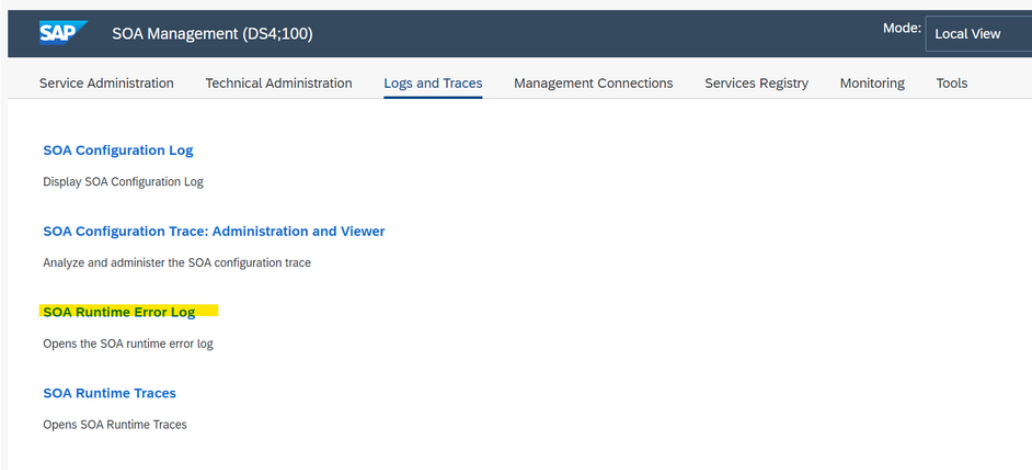 SAP SOA Management (DS4;100) Mode: Local View
Service Administration Technical Administration Logs and Traces Management Connections Services Registry Monitoring Tools
SOA Configuration Log
Display SOA Configuration Log
SOA Configuration Trace: Administration and Viewer
Analyze and administer the SOA configuration trace
SOA Runtime Error Log
Opens the SOA runtime error log
SOA Runtime Traces
Opens SOA Runtime Traces